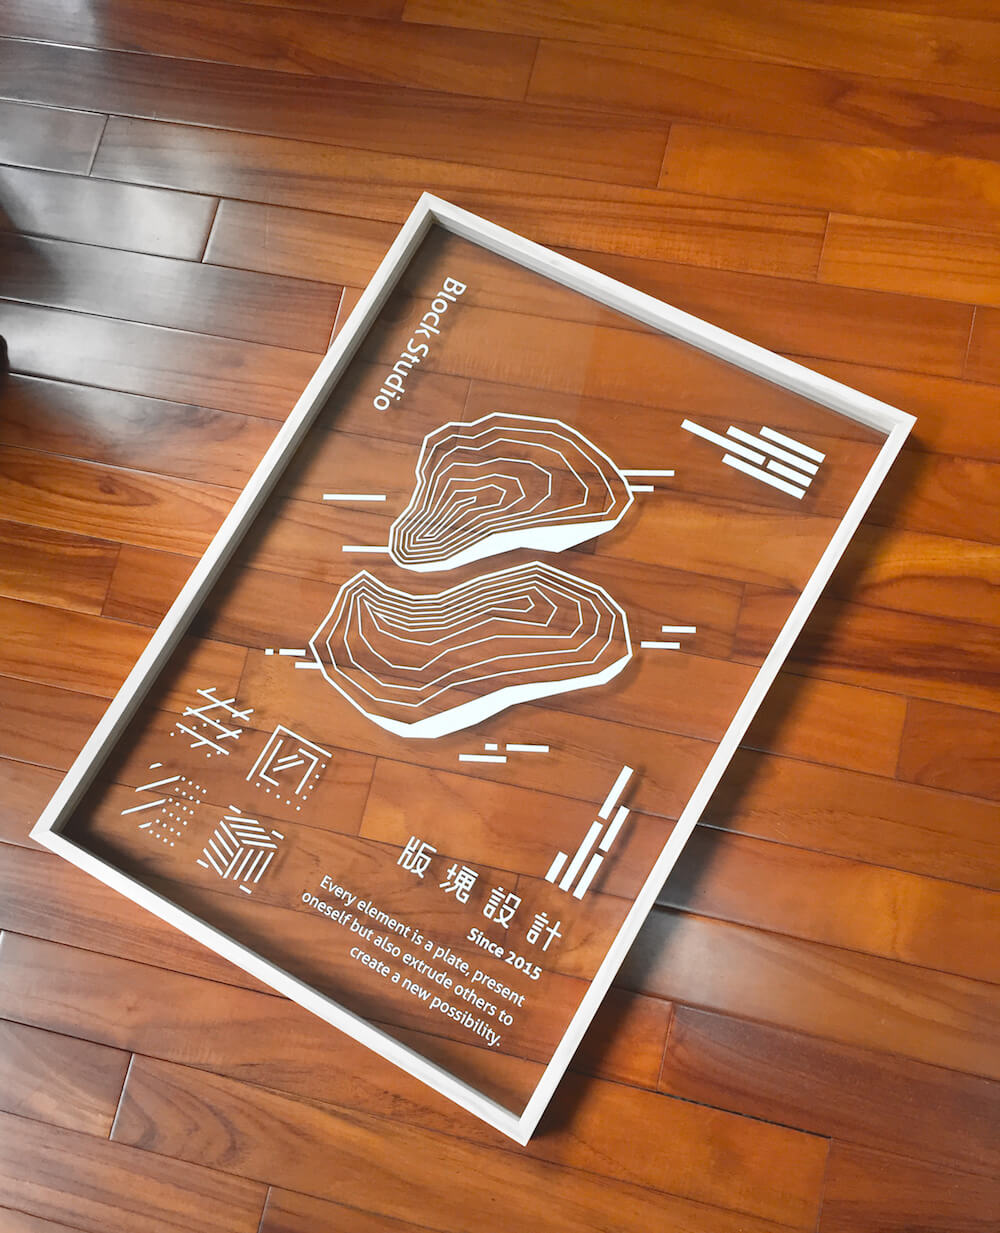 Block Studio
版塊設計
Since 2015
Every element is a plate, present
oneself but also extrude others to
create a new possibility.